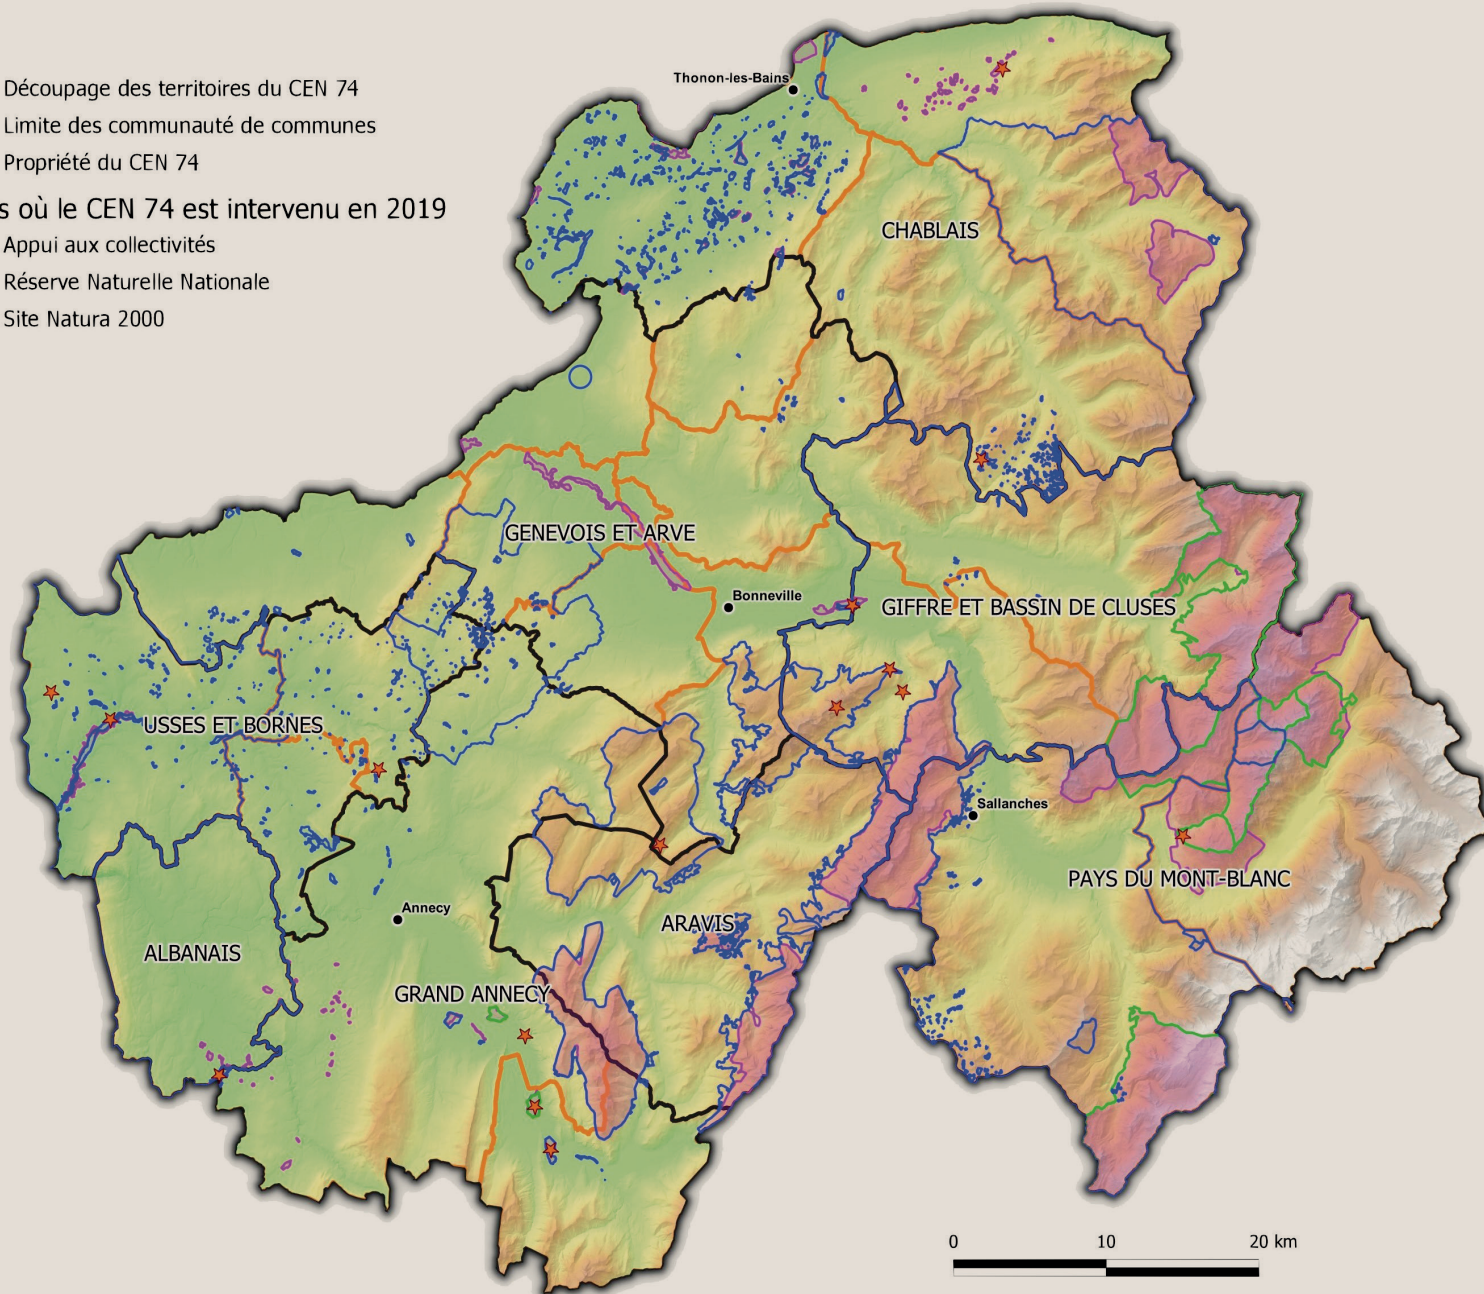 Découpage des territoires du CEN 74
Limite des communauté de communes
Propriété du CEN 74
s où le CEN 74 est intervenu en 2019
Appui aux collectivités
Réserve Naturelle Nationale
Site Natura 2000
Thonon-les-Bains
CHABLAIS
GENEVOIS ET ARVE
Bonneville
GIFFRE ET BASSIN DE CLUSES
USSES ET BORNES
Sallanches
PAYS DU MONT-BLANC
Annecy
ARAVIS
ALBANAIS
GRAND ANNECY
0 10 20 km